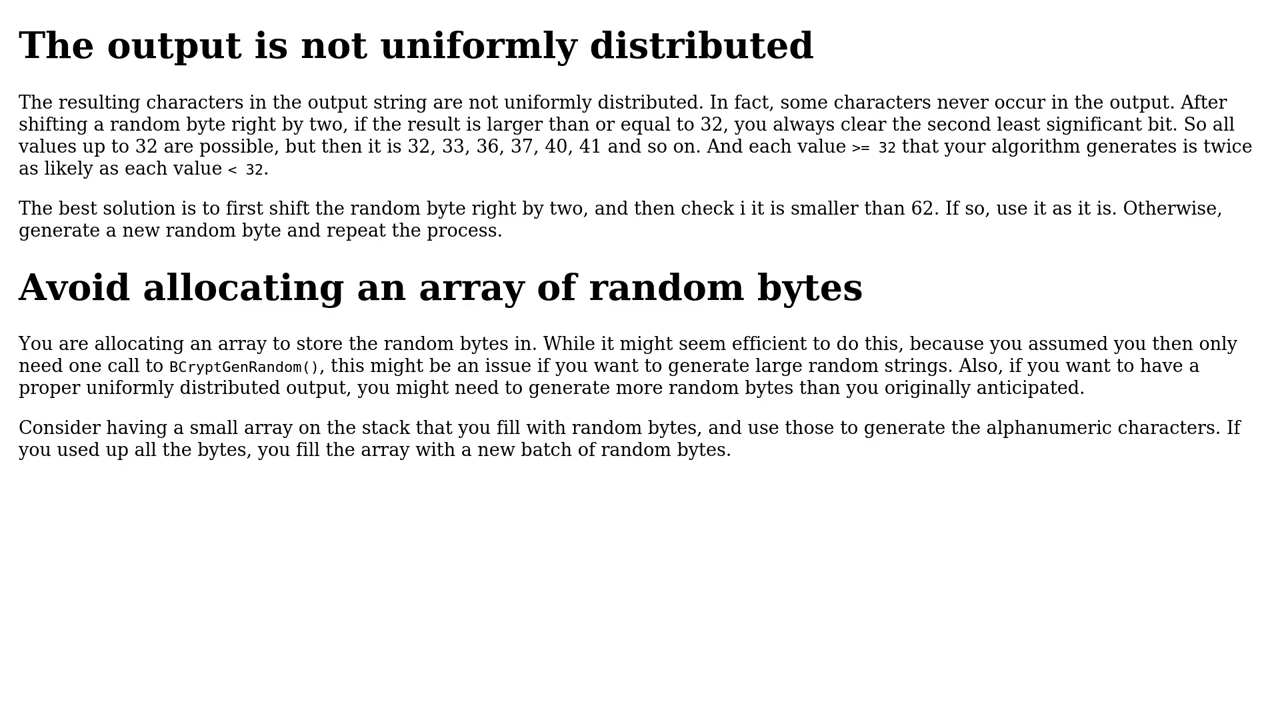 The output is not uniformly distributed
The resulting characters in the output string are not uniformly distributed. In fact, some characters never occur in the output. After
shifting a random byte right by two, if the result is larger than or equal to 32, you always clear the second least significant bit. So all
values up to 32 are possible, but then it is 32, 33, 36, 37, 40, 41 and so on. And each value >= 32 that your algorithm generates is twice
as likely as each value < 32.
The best solution is to first shift the random byte right by two, and then check i it is smaller than 62. If so, use it as it is. Otherwise,
generate a new random byte and repeat the process.
Avoid allocating an array of random bytes
You are allocating an array to store the random bytes in. While it might seem efficient to do this, because you assumed you then only
need one call to BCryptGenRandom(), this might be an issue if you want to generate large random strings. Also, if you want to have a
proper uniformly distributed output, you might need to generate more random bytes than you originally anticipated.
Consider having a small array on the stack that you fill with random bytes, and use those to generate the alphanumeric characters. If
you used up all the bytes, you fill the array with a new batch of random bytes.